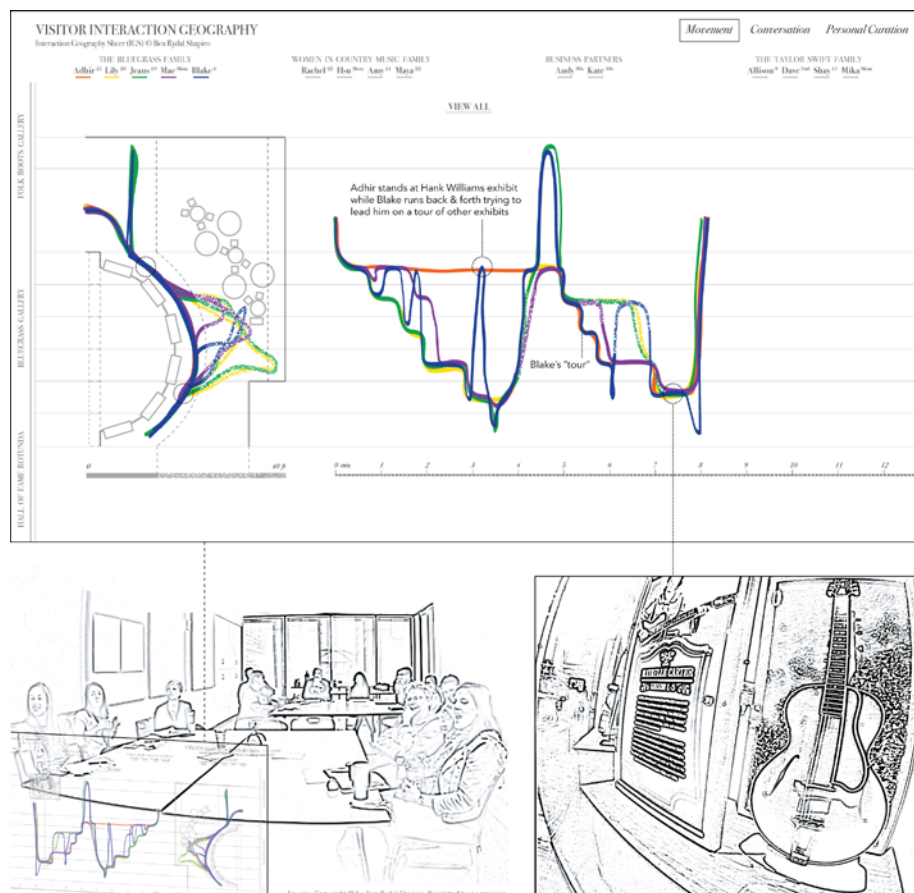 VISITOR INTERACTION GEOGRAPHY
Interaction Geography Slicer (IGS) © Ben Rydal Shapiro
Movement Conversation Personal Curation
THE BLUEGRASS FAMILY
Adhir Lily Jeans Mae Blake
WOMEN IN COUNTRY MUSIC FAMILY
Rachel Hsu Amy Maya
BUSINESS PARTNERS
Andy Kate
THE TAYLOR SWIFT FAMILY
Allison Dave Shay Mika
VIEW ALL
FOLK ROOTS GALLERY
BLUEGRASS GALLERY
HALL OF FAME ROTUNDA
Adhir stands at Hank Williams exhibit
while Blake runs back & forth trying to
lead him on a tour of other exhibits
Blake's "tour"
0 40 ft
0 min 1 2 3 4 5 6 7 8 9 10 11 12